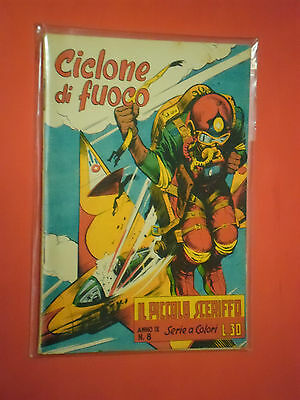 Ciclone
di fuoco
IL PICCOLO SCERIFFO
ANNO IX
N. 8
Serie a Colori
L.30